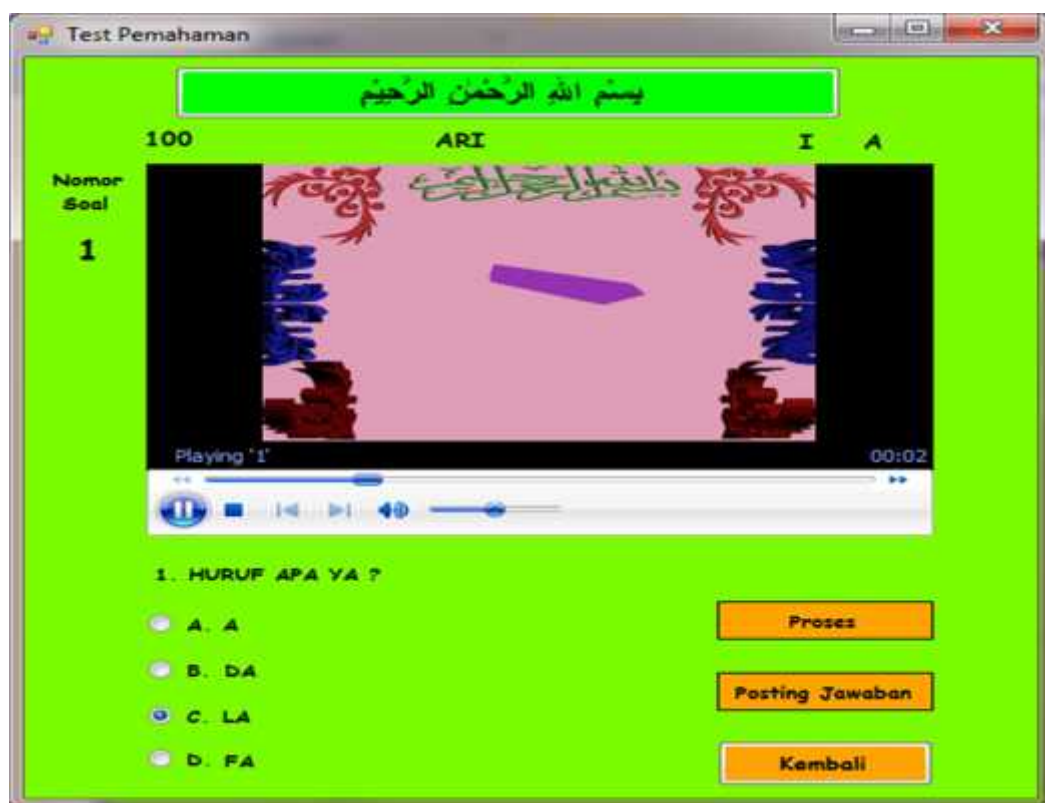 Test Pemahaman
بِسْمِ اللهِ الرَّحْمٰنِ الرَّحِيْمِ
100 ARI I A
Nomor
Soal
1
Playing '1' 00:02
1. HURUF APA YA ?
A. A
B. DA
C. LA
D. FA
Proses
Posting Jawaban
Kembali